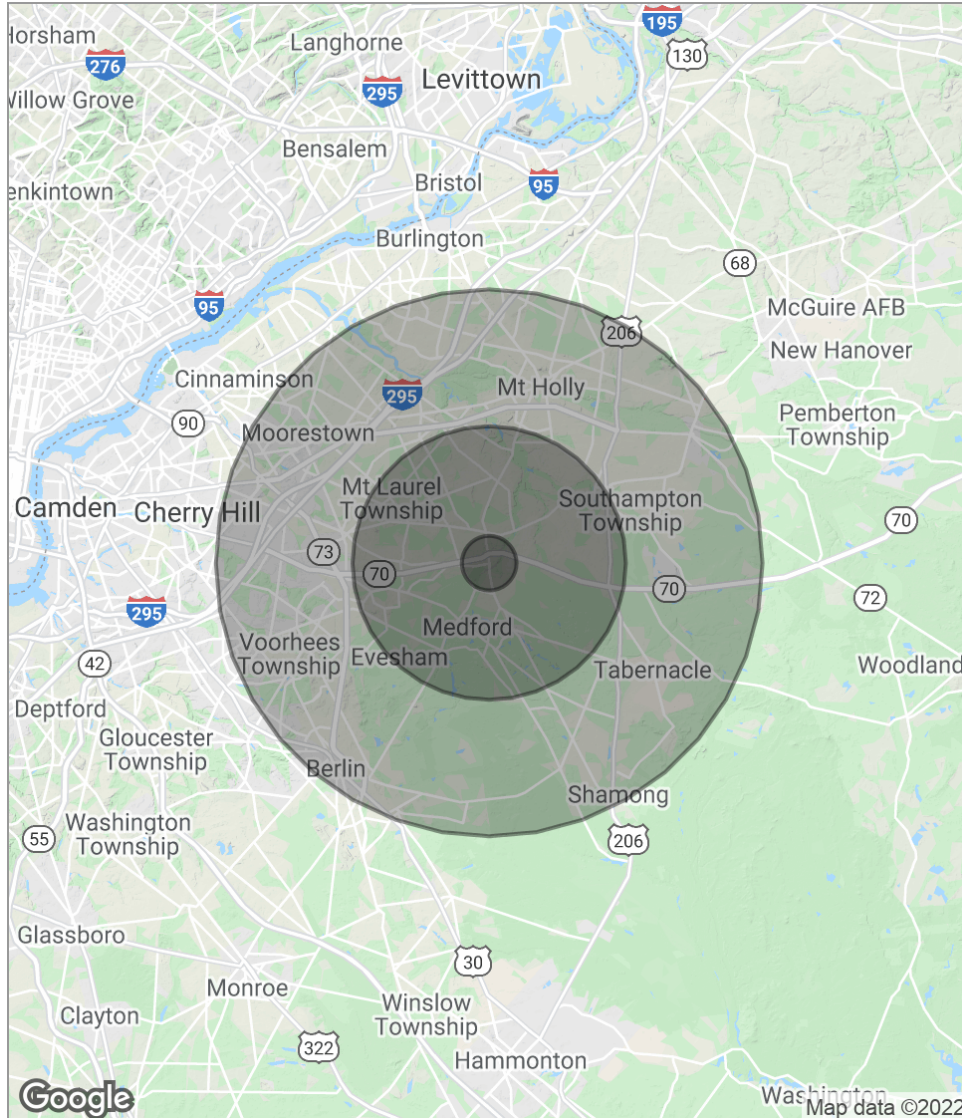 Horsham
276
Langhorne
295
195
130
Levittown
Willow Grove
Bensalem
enkintown
Bristol
95
Burlington
68
95
McGuire AFB
206
New Hanover
Cinnaminson
295
Mt Holly
90
Moorestown
Pemberton
Township
Camden
Cherry Hill
Mt Laurel
Township
Southampton
Township
70
73
70
70
72
295
Medford
Voorhees
Township
Evesham
Tabernacle
Woodland
42
Deptford
Gloucester
Township
Berlin
Shamong
55
Washington
Township
206
Glassboro
30
Monroe
Clayton
Winslow
Township
322
Hammonton
Washington
Google
Map data ©2022